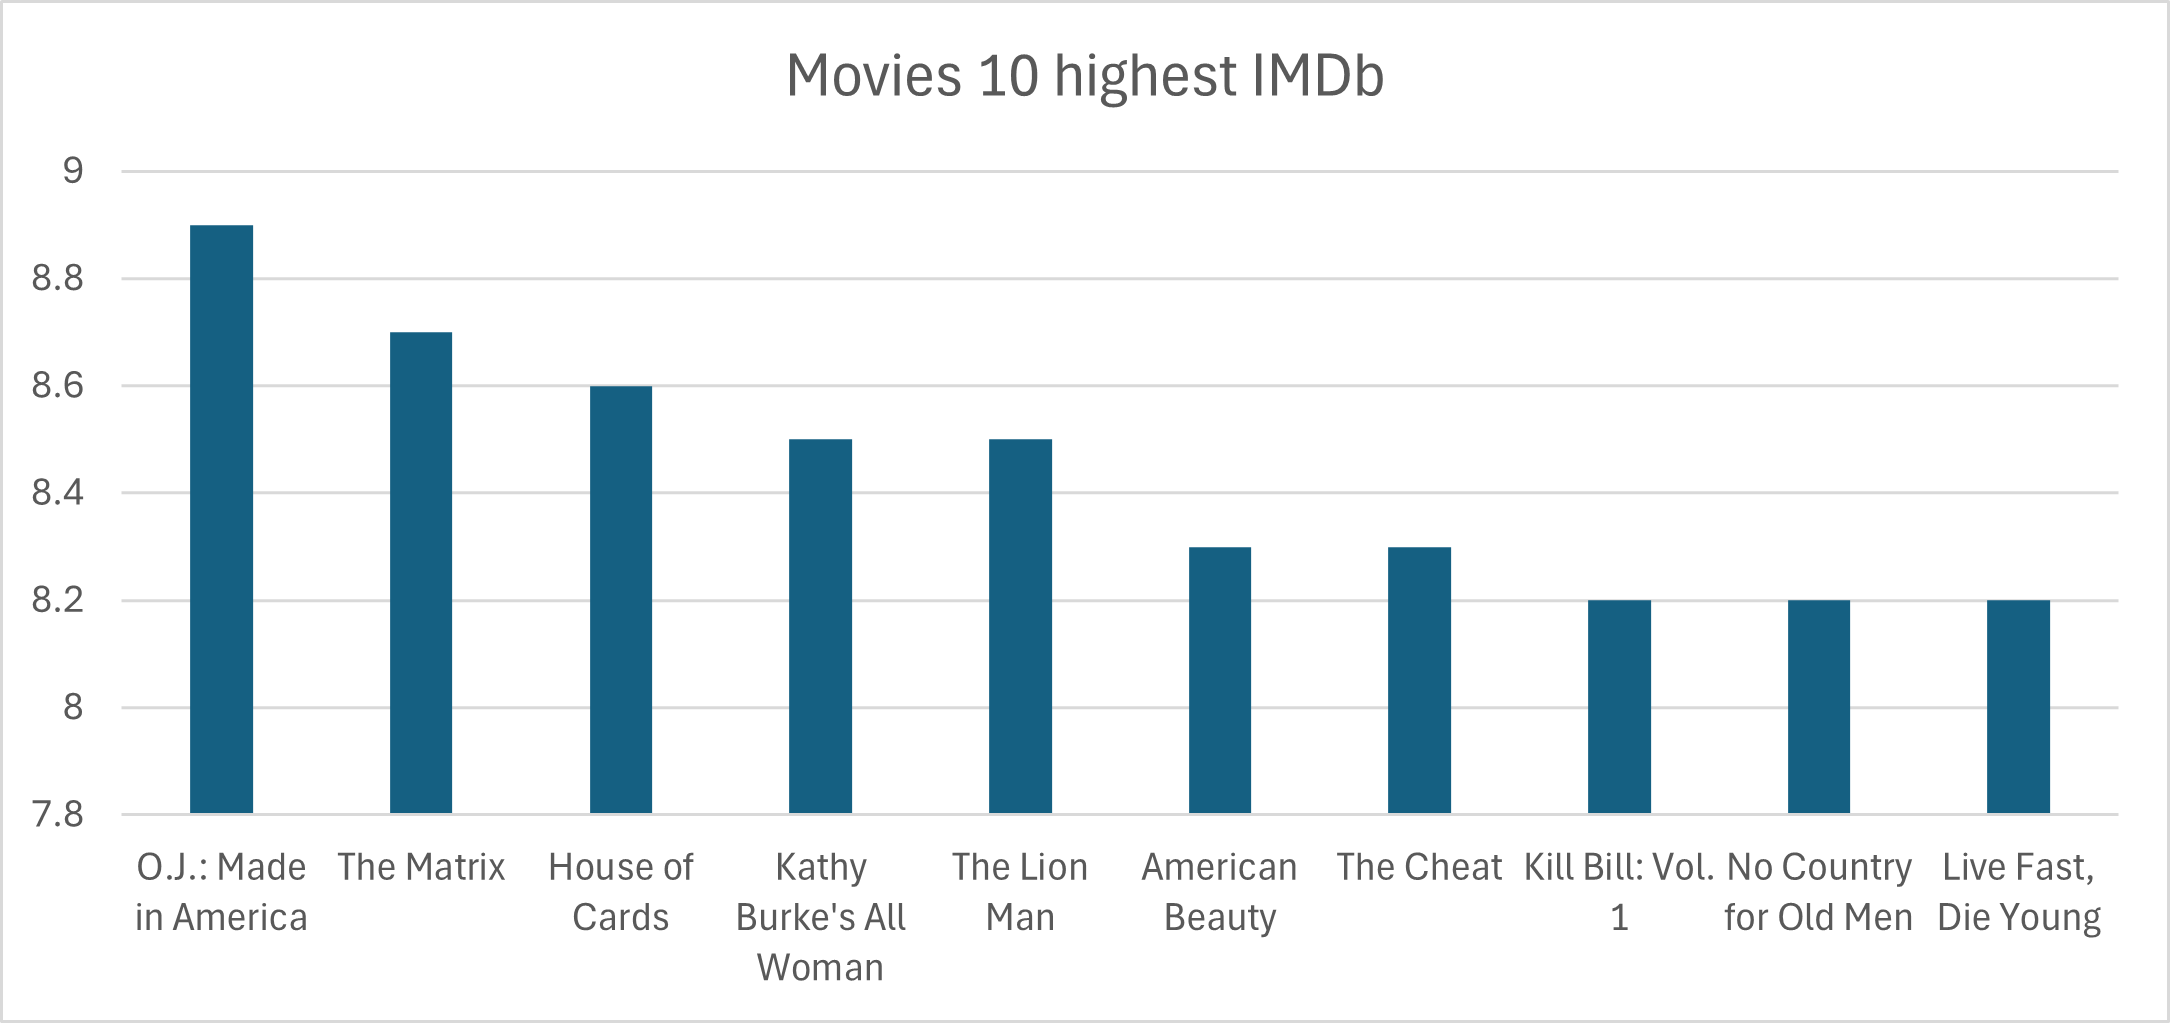 Movies 10 highest IMDb
9
8.8
8.6
8.4
8.2
8
7.8
O.J.: Made
in America
The Matrix
House of
Cards
Kathy
Burke's All
Woman
The Lion
Man
American
Beauty
The Cheat
Kill Bill: Vol.
1
No Country
for Old Men
Live Fast,
Die Young